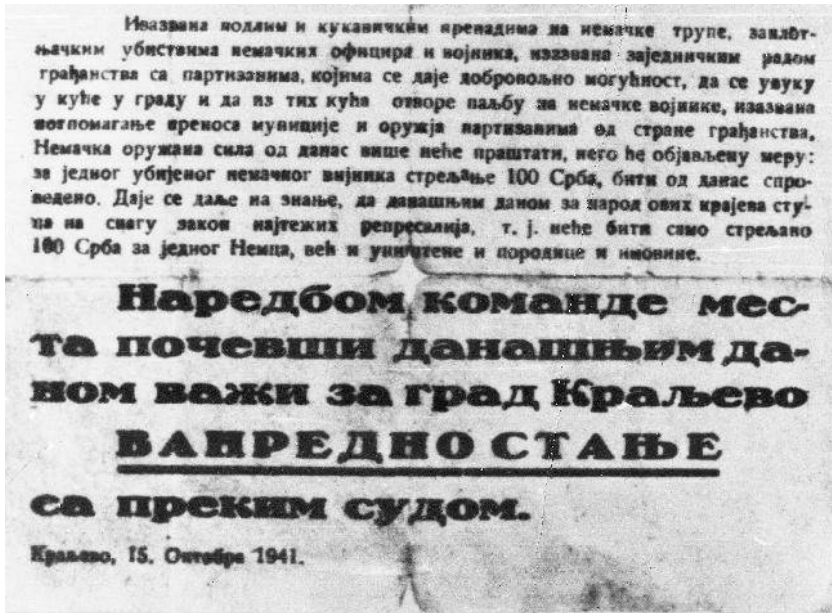 Изазвана подлим и кукавичким препадима на немачке трупе, заплот-
њачким убиствима немачких официра и војника, изазвана заједничким радом
грађанства са партизанима, којима се даје добровољно могућност, да се увуку
у куће у граду и да из тих кућа отворе паљбу на немачке војнике, изазвана
потпомагање преноса муниције и оружја партизанима од стране грађанства,
Немачка оружана сила од данас више неће праштати, него ће објављену меру:
за једног убијеног немачког вијника стрељање 100 Срба, бити од данас спро-
ведено. Даје се даље на знање, да данашњим даном за народ ових крајева сту-
па на снагу закон најтежих репресалија, т. ј. неће бити само стрељано
100 Срба за једног Немца, већ и уништене и породице и имовине.
Наредбом команде мес-
та почевши данашњим да-
ном важи за град Краљево
ВАНРЕДНО СТАЊЕ
са преким судом.
Краљево, 15. Октобра 1941.